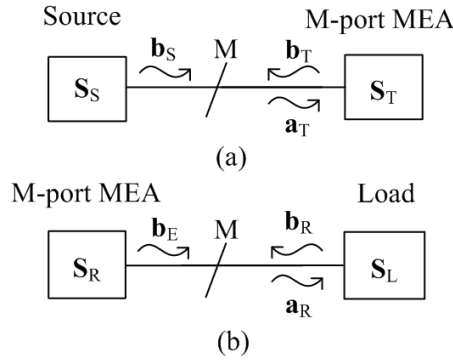 Source
M-port MEA
b_S
M
b_T
S_S
S_T
a_T
(a)
M-port MEA
Load
b_E
M
b_R
S_R
S_L
a_R
(b)